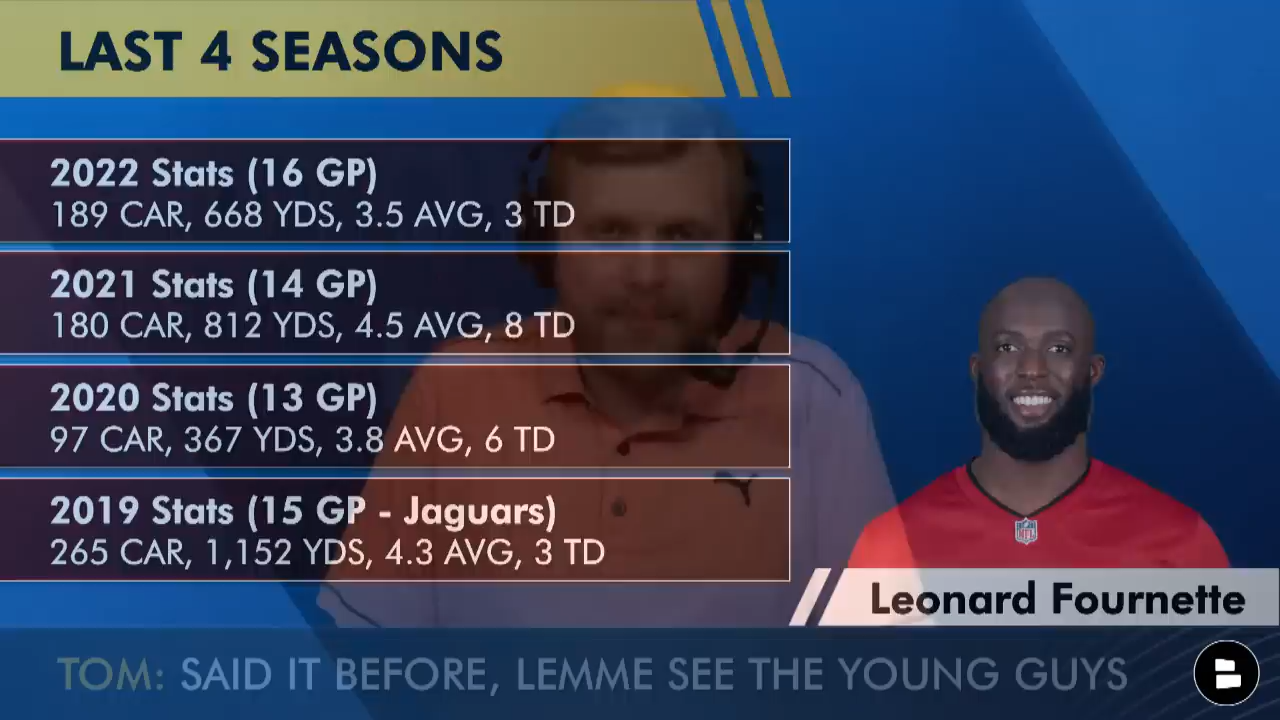 LAST 4 SEASONS
2022 Stats (16 GP)
189 CAR, 668 YDS, 3.5 AVG, 3 TD
2021 Stats (14 GP)
180 CAR, 812 YDS, 4.5 AVG, 8 TD
2020 Stats (13 GP)
97 CAR, 367 YDS, 3.8 AVG, 6 TD
2019 Stats (15 GP - Jaguars)
265 CAR, 1,152 YDS, 4.3 AVG, 3 TD
NFL
Leonard Fournette
TOM: SAID IT BEFORE, LEMME SEE THE YOUNG GUYS